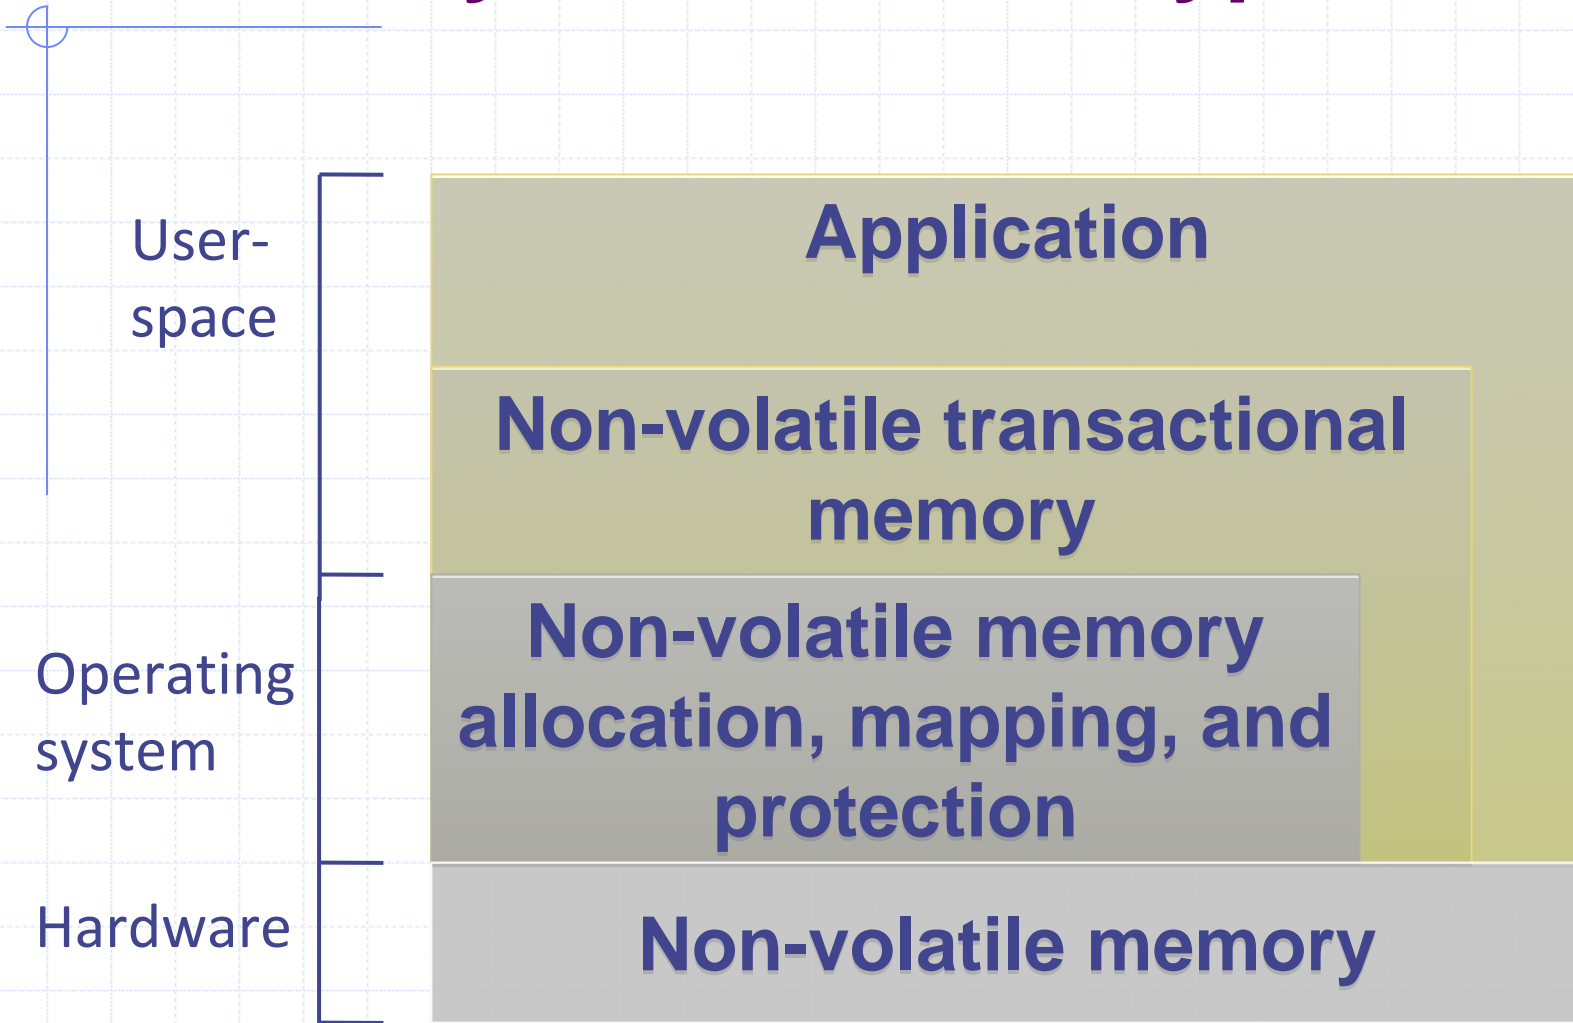 User-
space
Application
Non-volatile transactional
memory
Operating
system
Non-volatile memory
allocation, mapping, and
protection
Hardware
Non-volatile memory